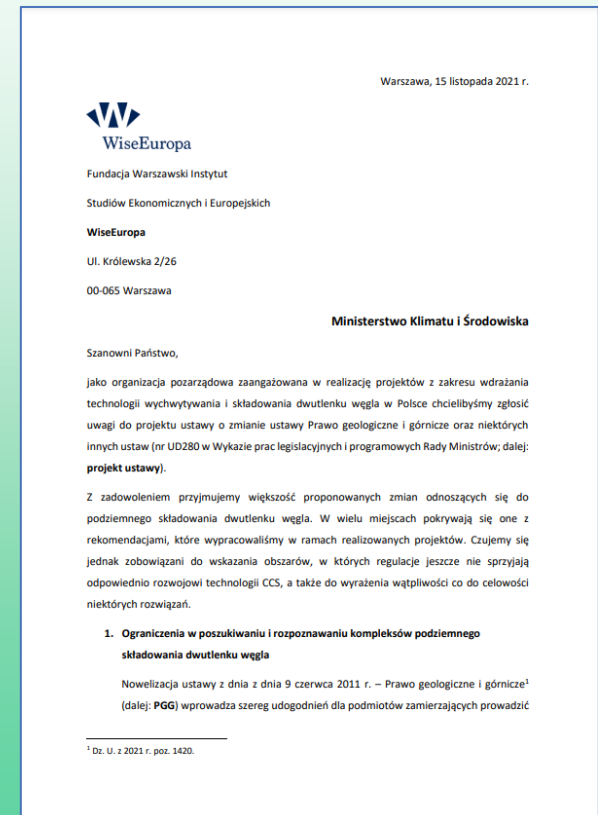 Warszawa, 15 listopada 2021 r.
WiseEuropa
Fundacja Warszawski Instytut
Studiów Ekonomicznych i Europejskich
WiseEuropa
Ul. Królewska 2/26
00-065 Warszawa
Ministerstwo Klimatu i Środowiska
Szanowni Państwo,
jako organizacja pozarządowa zaangażowana w realizację projektów z zakresu wdrażania
technologii wychwytywania i składowania dwutlenku węgla w Polsce chcielibyśmy zgłosić
uwagi do projektu ustawy o zmianie ustawy Prawo geologiczne i górnicze oraz niektórych
innych ustaw (nr UD280 w Wykazie prac legislacyjnych i programowych Rady Ministrów; dalej:
projekt ustawy).
Z zadowoleniem przyjmujemy większość proponowanych zmian odnoszących się do
podziemnego składowania dwutlenku węgla. W wielu miejscach pokrywają się one z
rekomendacjami, które wypracowaliśmy w ramach realizowanych projektów. Czujemy się
jednak zobowiązani do wskazania obszarów, w których regulacje jeszcze nie sprzyjają
odpowiednio rozwojowi technologii CCS, a także do wyrażenia wątpliwości co do celowości
niektórych rozwiązań.
1. Ograniczenia w poszukiwaniu i rozpoznawaniu kompleksów podziemnego
składowania dwutlenku węgla
Nowelizacja ustawy z dnia z dnia 9 czerwca 2011 r. – Prawo geologiczne i górnicze¹
(dalej: PGG) wprowadza szereg udogodnień dla podmiotów zamierzających prowadzić
¹ Dz. U. z 2021 r. poz. 1420.